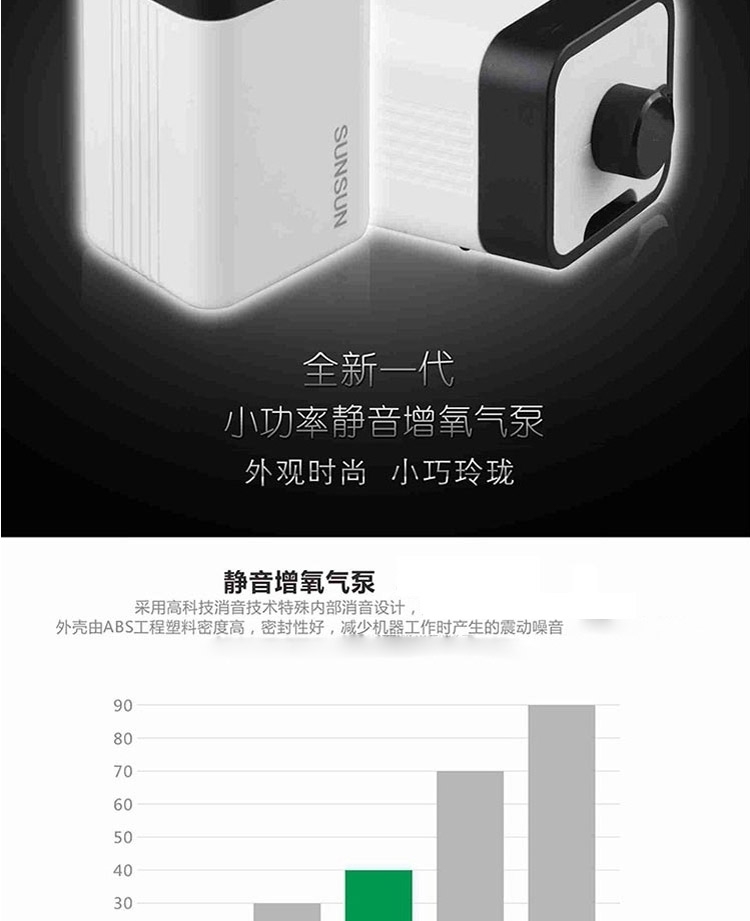 SUNSUN
全新一代
小功率静音增氧气泵
外观时尚 小巧玲珑
静音增氧气泵
采用高科技消音技术特殊内部消音设计，
外壳由ABS工程塑料密度高，密封性好，减少机器工作时产生的震动噪音
90
80
70
60
50
40
30